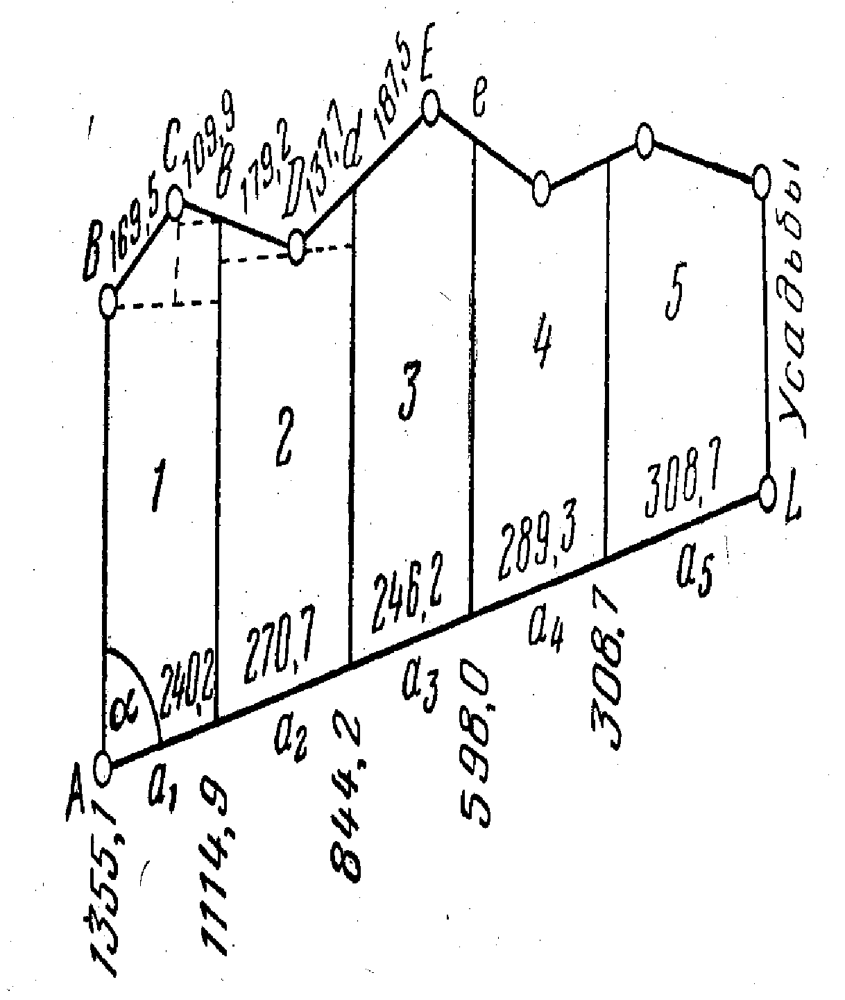 E
e
187,5
C
109,9
в
179,2
D
137,7
d
B
169,5
Усадьбы
5
4
3
2
1
308,7
L
289,3
a₅
246,2
a₄
270,7
a₃
308,7
240,2
α
a₂
598,0
A
a₁
844,2
1114,9
1355,1